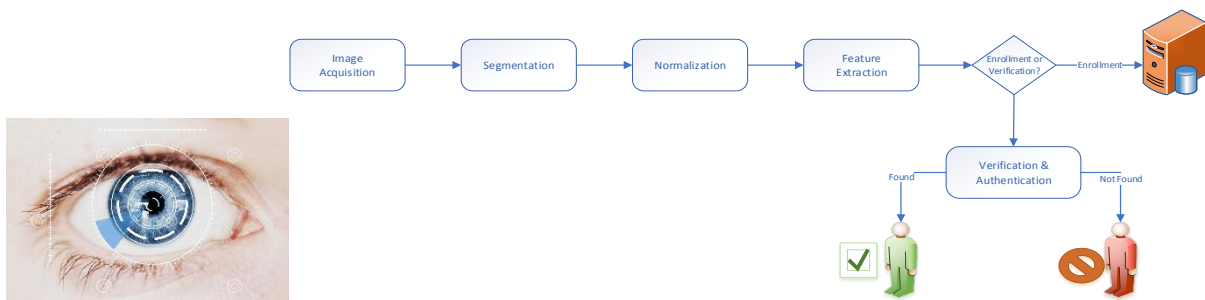 Image
Acquisition
Segmentation
Normalization
Feature
Extraction
Enrollment or
Verification?
Enrollment
Verification &
Authentication
Found
Not Found